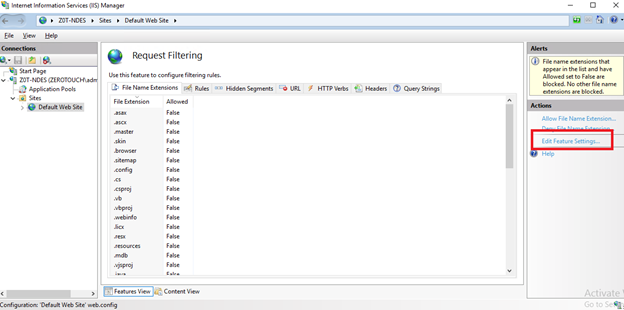 Internet Information Services (IIS) Manager
Z0T-NDES
Sites
Default Web Site
File
View
Help
Connections
Start Page
Z0T-NDES (ZEROTOUCH\adm
Application Pools
Sites
Default Web Site
Request Filtering
Use this feature to configure filtering rules.
File Name Extensions
Rules
Hidden Segments
URL
HTTP Verbs
Headers
Query Strings
File Extension Allowed
.asax False
.ascx False
.master False
.skin False
.browser False
.sitemap False
.config False
.cs False
.csproj False
.vb False
.vbproj False
.webinfo False
.licx False
.resx False
.resources False
.mdb False
.vjsproj False
.java False
Features View
Content View
Alerts
File name extensions that
appear in the list and have
Allowed set to False are
blocked. No other file name
extensions are blocked.
Actions
Allow File Name Extension...
Deny File Name Extension...
Edit Feature Settings...
Help
Activate
Go to Se
Configuration: 'Default Web Site' web.config